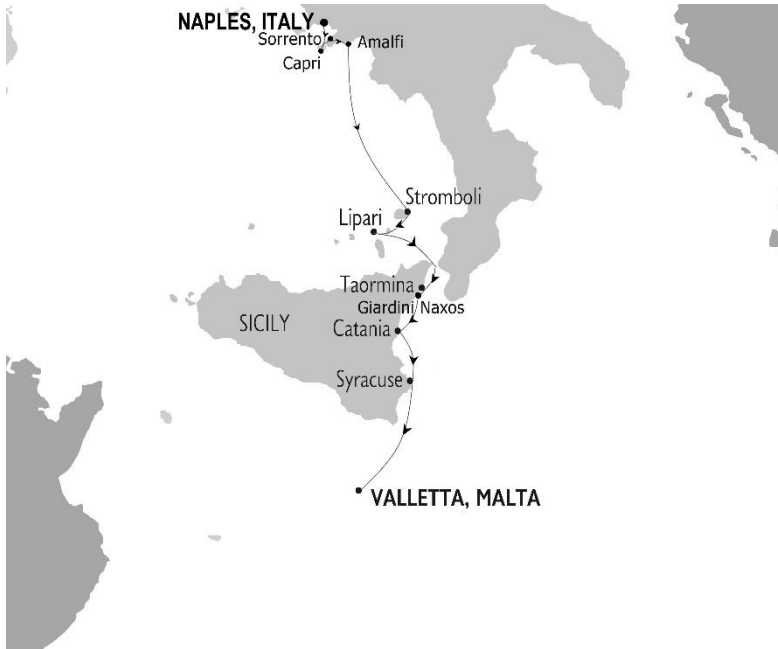 NAPLES, ITALY
Sorrento
Amalfi
Capri
Stromboli
Lipari
Taormina
Giardini Naxos
SICILY
Catania
Syracuse
VALLETTA, MALTA